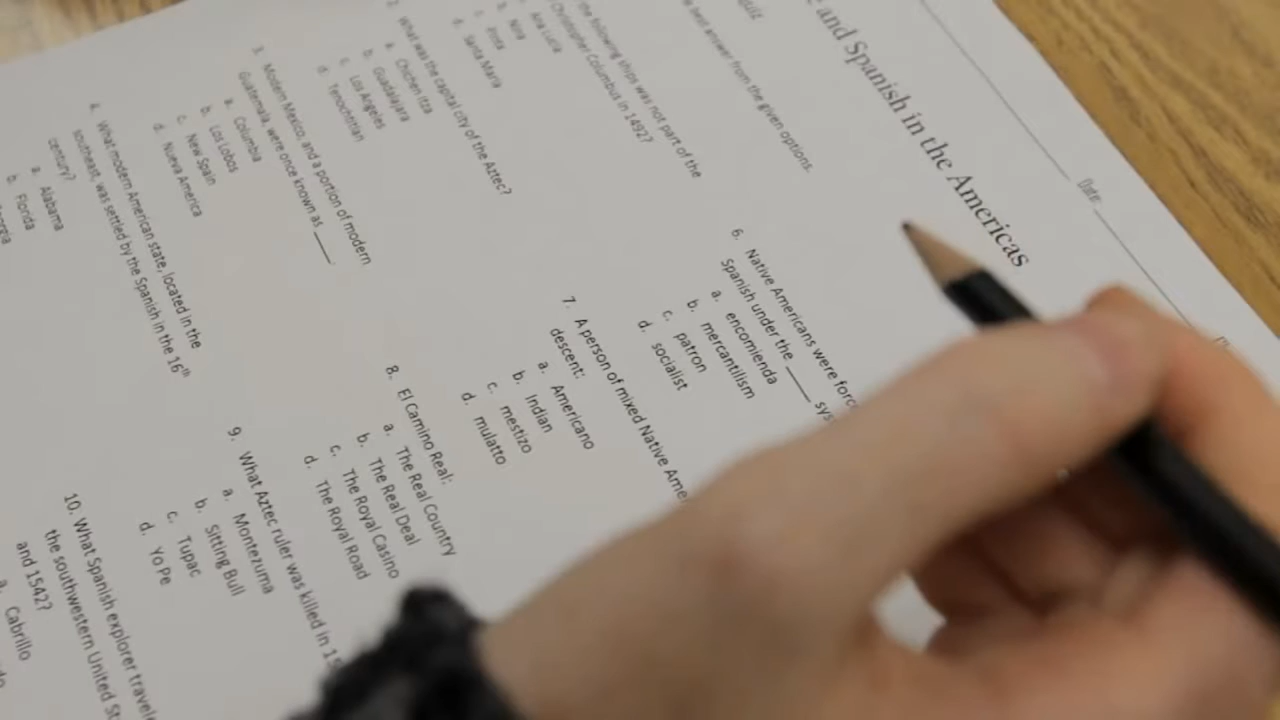 and Spanish in the Americas
Date:
Quiz
best answer from the given options.
the following ships was not part of the
Christopher Columbus in 1492?
Ana Lucia
b. Nina
c. Pinta
d. Santa Maria
2. What was the capital city of the Aztec?
a. Chichen Itza
b. Guadalajara
c. Los Angeles
d. Tenochtitlan
3. Modern Mexico, and a portion of modern
Guatemala, were once known as ____
a. Columbia
b. Los Lobos
c. New Spain
d. Nueva America
4. What modern American state, located in the
southeast, was settled by the Spanish in the 16th
century?
a. Alabama
b. Florida
6. Native Americans were forc
Spanish under the ____ sys
a. encomienda
b. mercantilism
c. patron
d. socialist
7. A person of mixed Native Ame
descent:
a. Americano
b. Indian
c. mestizo
d. mulatto
8. El Camino Real:
a. The Real Country
b. The Real Deal
c. The Royal Casino
d. The Royal Road
9. What Aztec ruler was killed in 15
a. Montezuma
b. Sitting Bull
c. Tupac
d. Yo Pe
10. What Spanish explorer travele
the southwestern United St
and 1542?
a. Cabrillo